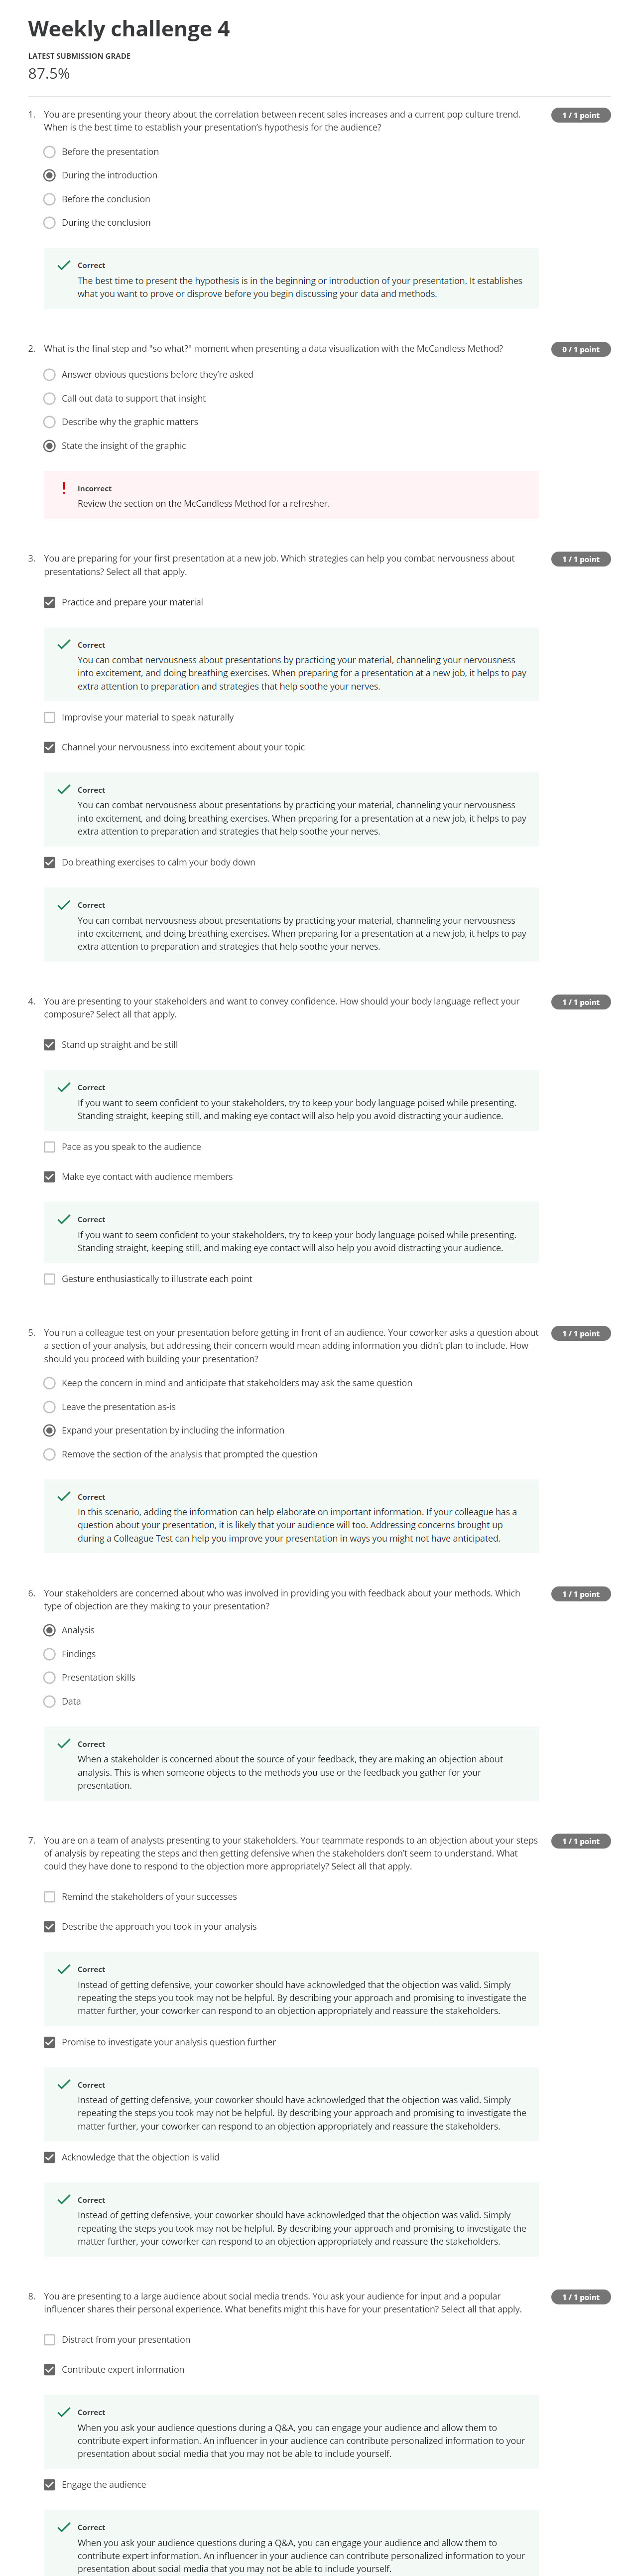 Weekly challenge 4
LATEST SUBMISSION GRADE
87.5%
1. You are presenting your theory about the correlation between recent sales increases and a current pop culture trend. 1 / 1 point
When is the best time to establish your presentation's hypothesis for the audience?
Before the presentation
During the introduction
Before the conclusion
During the conclusion
Correct
The best time to present the hypothesis is in the beginning or introduction of your presentation. It establishes
what you want to prove or disprove before you begin discussing your data and methods.
2. What is the final step and "so what?" moment when presenting a data visualization with the McCandless Method? 0 / 1 point
Answer obvious questions before they're asked
Call out data to support that insight
Describe why the graphic matters
State the insight of the graphic
Incorrect
Review the section on the McCandless Method for a refresher.
3. You are preparing for your first presentation at a new job. Which strategies can help you combat nervousness about 1 / 1 point
presentations? Select all that apply.
Practice and prepare your material
Correct
You can combat nervousness about presentations by practicing your material, channeling your nervousness
into excitement, and doing breathing exercises. When preparing for a presentation at a new job, it helps to pay
extra attention to preparation and strategies that help soothe your nerves.
Improvise your material to speak naturally
Channel your nervousness into excitement about your topic
Correct
You can combat nervousness about presentations by practicing your material, channeling your nervousness
into excitement, and doing breathing exercises. When preparing for a presentation at a new job, it helps to pay
extra attention to preparation and strategies that help soothe your nerves.
Do breathing exercises to calm your body down
Correct
You can combat nervousness about presentations by practicing your material, channeling your nervousness
into excitement, and doing breathing exercises. When preparing for a presentation at a new job, it helps to pay
extra attention to preparation and strategies that help soothe your nerves.
4. You are presenting to your stakeholders and want to convey confidence. How should your body language reflect your 1 / 1 point
composure? Select all that apply.
Stand up straight and be still
Correct
If you want to seem confident to your stakeholders, try to keep your body language poised while presenting.
Standing straight, keeping still, and making eye contact will also help you avoid distracting your audience.
Pace as you speak to the audience
Make eye contact with audience members
Correct
If you want to seem confident to your stakeholders, try to keep your body language poised while presenting.
Standing straight, keeping still, and making eye contact will also help you avoid distracting your audience.
Gesture enthusiastically to illustrate each point
5. You run a colleague test on your presentation before getting in front of an audience. Your coworker asks a question about 1 / 1 point
a section of your analysis, but addressing their concern would mean adding information you didn't plan to include. How
should you proceed with building your presentation?
Keep the concern in mind and anticipate that stakeholders may ask the same question
Leave the presentation as-is
Expand your presentation by including the information
Remove the section of the analysis that prompted the question
Correct
In this scenario, adding the information can help elaborate on important information. If your colleague has a
question about your presentation, it is likely that your audience will too. Addressing concerns brought up
during a Colleague Test can help you improve your presentation in ways you might not have anticipated.
6. Your stakeholders are concerned about who was involved in providing you with feedback about your methods. Which 1 / 1 point
type of objection are they making to your presentation?
Analysis
Findings
Presentation skills
Data
Correct
When a stakeholder is concerned about the source of your feedback, they are making an objection about
analysis. This is when someone objects to the methods you use or the feedback you gather for your
presentation.
7. You are on a team of analysts presenting to your stakeholders. Your teammate responds to an objection about your steps 1 / 1 point
of analysis by repeating the steps and then getting defensive when the stakeholders don't seem to understand. What
could they have done to respond to the objection more appropriately? Select all that apply.
Remind the stakeholders of your successes
Describe the approach you took in your analysis
Correct
Instead of getting defensive, your coworker should have acknowledged that the objection was valid. Simply
repeating the steps you took may not be helpful. By describing your approach and promising to investigate the
matter further, your coworker can respond to an objection appropriately and reassure the stakeholders.
Promise to investigate your analysis question further
Correct
Instead of getting defensive, your coworker should have acknowledged that the objection was valid. Simply
repeating the steps you took may not be helpful. By describing your approach and promising to investigate the
matter further, your coworker can respond to an objection appropriately and reassure the stakeholders.
Acknowledge that the objection is valid
Correct
Instead of getting defensive, your coworker should have acknowledged that the objection was valid. Simply
repeating the steps you took may not be helpful. By describing your approach and promising to investigate the
matter further, your coworker can respond to an objection appropriately and reassure the stakeholders.
8. You are presenting to a large audience about social media trends. You ask your audience for input and a popular 1 / 1 point
influencer shares their personal experience. What benefits might this have for your presentation? Select all that apply.
Distract from your presentation
Contribute expert information
Correct
When you ask your audience questions during a Q&A, you can engage your audience and allow them to
contribute expert information. An influencer in your audience can contribute personalized information to your
presentation about social media that you may not be able to include yourself.
Engage the audience
Correct
When you ask your audience questions during a Q&A, you can engage your audience and allow them to
contribute expert information. An influencer in your audience can contribute personalized information to your
presentation about social media that you may not be able to include yourself.